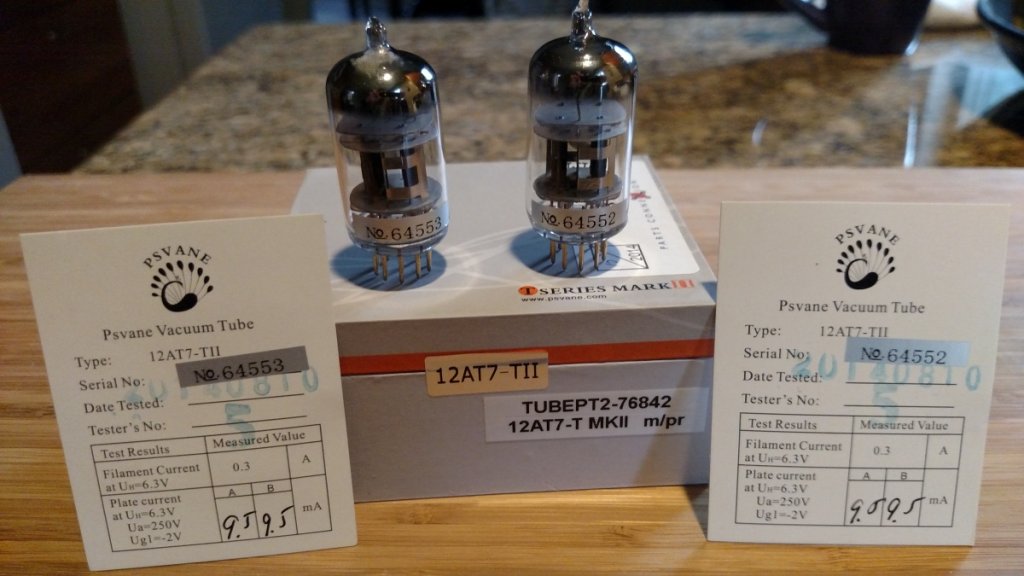 № 64553
№ 64552
PARTS CONNEXION
2014
T SERIES MARK
www.psvane.com
12AT7-TII
TUBEPT2-76842
12AT7-T MKII m/pr
PSVANE
Psvane Vacuum Tube
Type: 12AT7-TII
Serial No: № 64553
Date Tested: 20140810
Tester's No: 5
Test Results Measured Value
Filament Current 0.3 A
at UH=6.3V
Plate current A B
at UH=6.3V 9.5 9.5 mA
Ua=250V
Ug1=-2V
PSVANE
Psvane Vacuum Tube
Type: 12AT7-TII
Serial No: № 64552
Date Tested: 20140810
Tester's No: 5
Test Results Measured Value
Filament Current 0.3 A
at UH=6.3V
Plate current A B
at UH=6.3V 9.5 9.5 mA
Ua=250V
Ug1=-2V